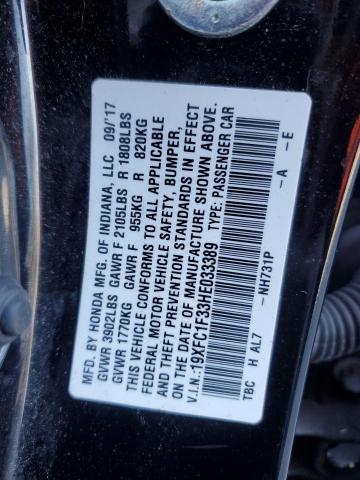 MFD. BY HONDA MFG. OF INDIANA, LLC 09/'17
GVWR 3902LBS GAWR F 2105LBS R 1808LBS
GVWR 1770KG GAWR F 955KG R 820KG
THIS VEHICLE CONFORMS TO ALL APPLICABLE
FEDERAL MOTOR VEHICLE SAFETY, BUMPER,
AND THEFT PREVENTION STANDARDS IN EFFECT
ON THE DATE OF MANUFACTURE SHOWN ABOVE.
V.I.N.:19XFC1F33HE033389 TYPE: PASSENGER CAR
TBC H AL7 - NH731P - A - E